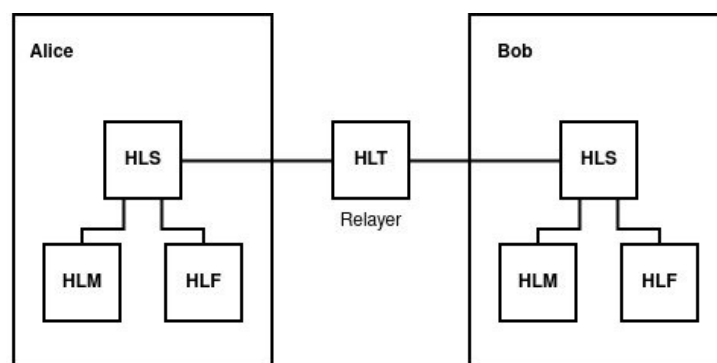 Alice
Bob
HLS
HLT
HLS
Relayer
HLM
HLF
HLM
HLF